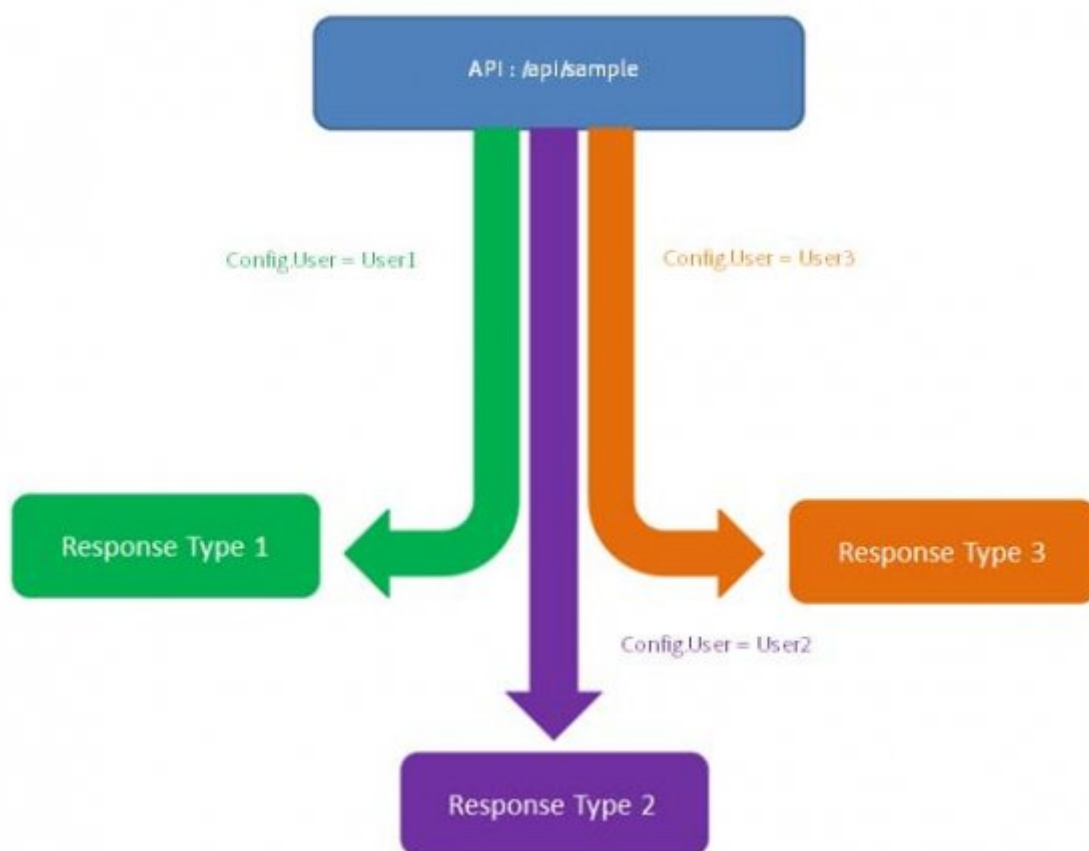 API : /api/sample
Config.User = User1
Config.User = User3
Response Type 1
Response Type 3
Config.User = User2
Response Type 2